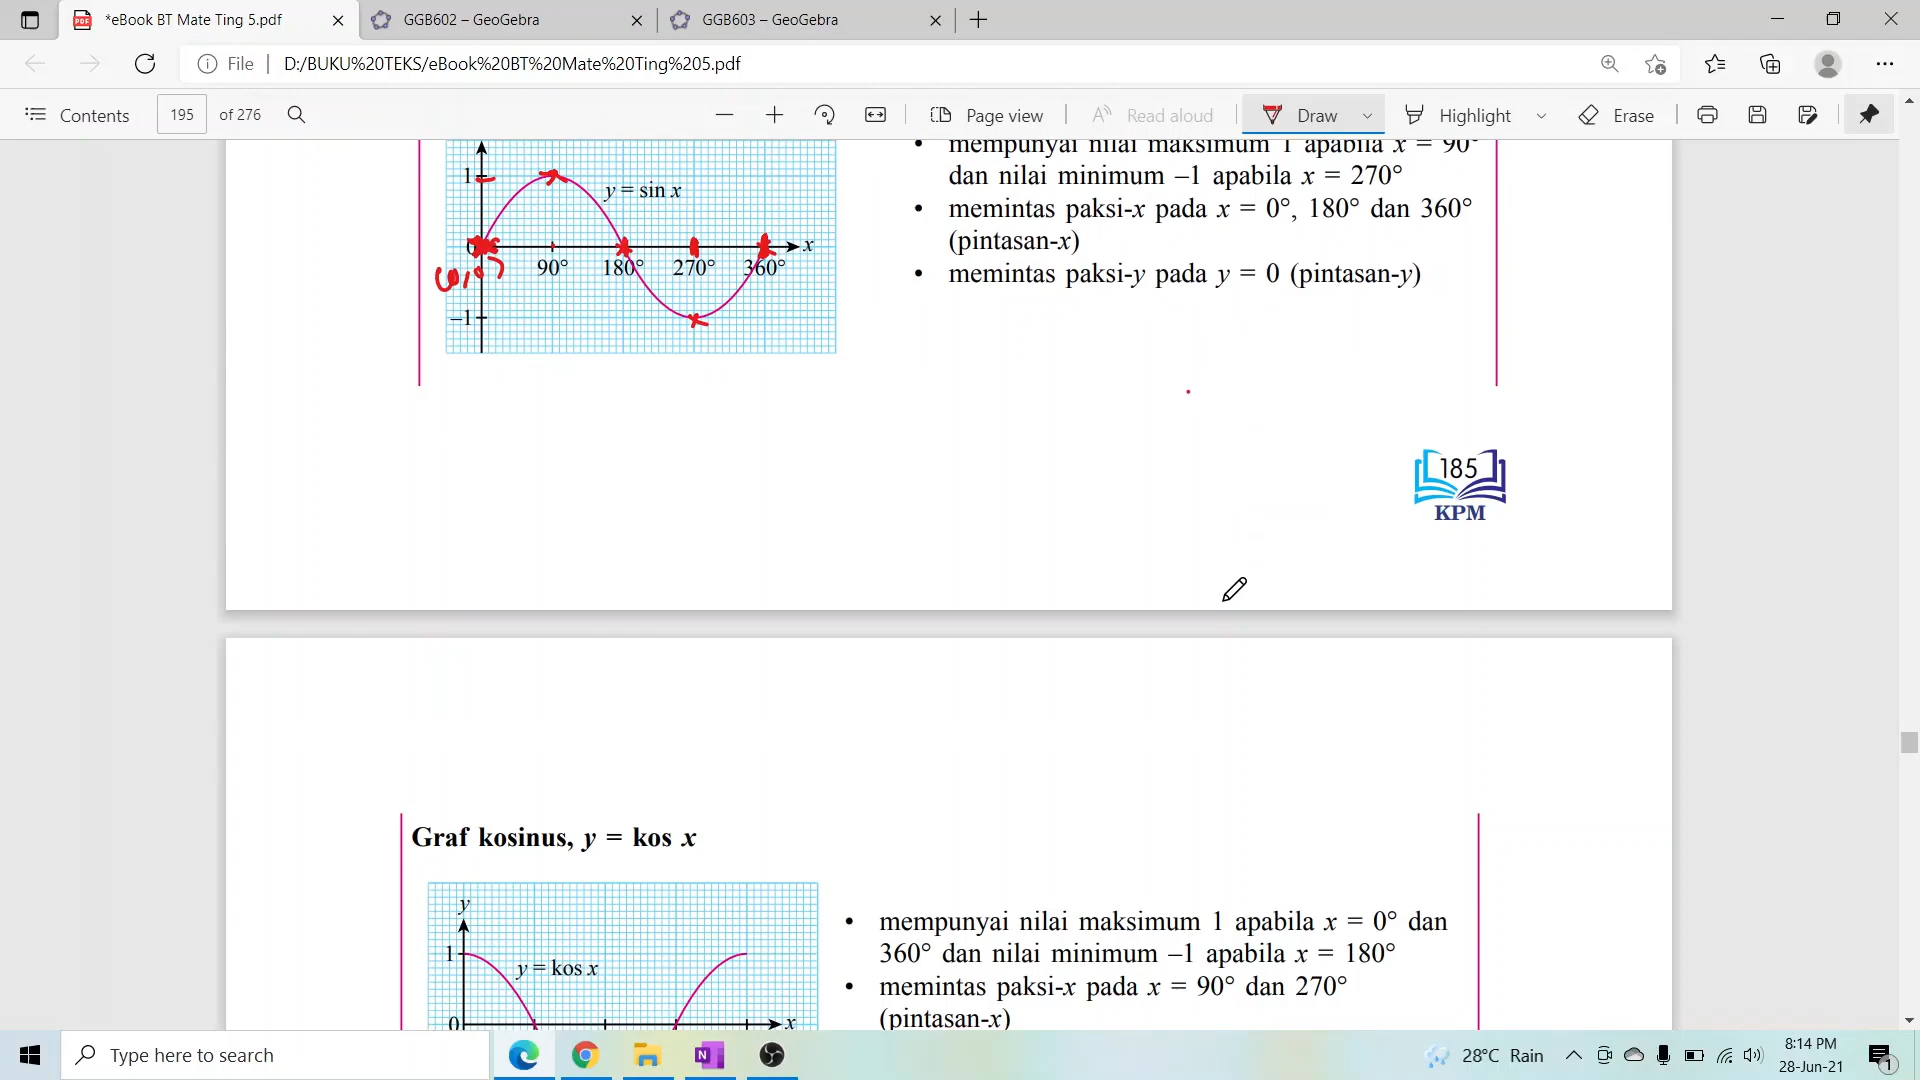 *eBook BT Mate Ting 5.pdf
GGB602 – GeoGebra
GGB603 – GeoGebra
File
D:/BUKU%20TEKS/eBook%20BT%20Mate%20Ting%205.pdf
Contents
195 of 276
Page view
Read aloud
Draw
Highlight
Erase
mempunyai nilai maksimum 1 apabila x = 90°
dan nilai minimum –1 apabila x = 270°
• memintas paksi-x pada x = 0°, 180° dan 360°
(pintasan-x)
• memintas paksi-y pada y = 0 (pintasan-y)
1
y = sin x
0
x
90° 180° 270° 360°
(0,0)
–1
185
KPM
Graf kosinus, y = kos x
y
1
y = kos x
0
x
• mempunyai nilai maksimum 1 apabila x = 0° dan
360° dan nilai minimum –1 apabila x = 180°
• memintas paksi-x pada x = 90° dan 270°
(pintasan-x)
Type here to search
28°C Rain
8:14 PM
28-Jun-21
1